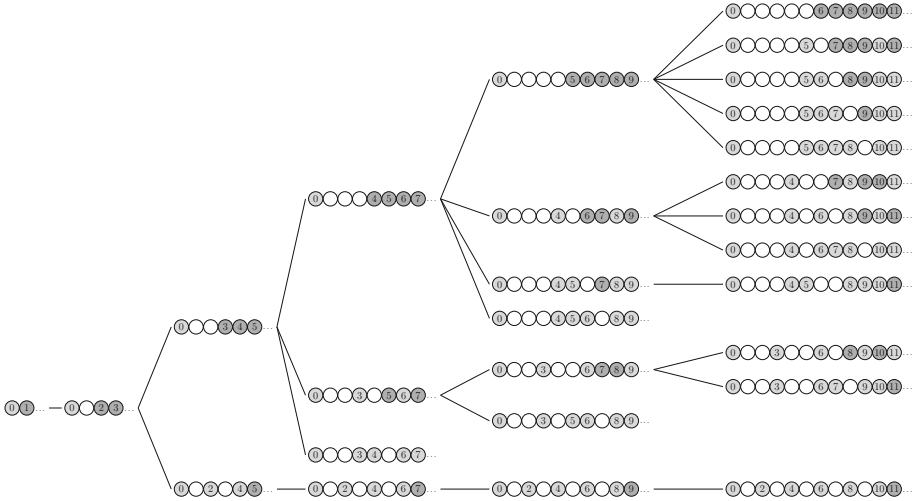 0 6 7 8 9 10 11 ...
0 5 7 8 9 10 11 ...
0 5 6 7 8 9 ...
0 5 6 8 9 10 11 ...
0 5 6 7 9 10 11 ...
0 5 6 7 8 10 11 ...
0 4 7 8 9 10 11 ...
0 4 5 6 7 ...
0 4 6 7 8 9 ...
0 4 6 8 9 10 11 ...
0 4 6 7 8 10 11 ...
0 4 5 7 8 9 ...
0 4 5 8 9 10 11 ...
0 4 5 6 8 9 ...
0 3 4 5 ...
0 3 6 8 9 10 11 ...
0 3 6 7 8 9 ...
0 3 6 7 9 10 11 ...
0 3 5 6 7 ...
0 1 ...
0 2 3 ...
0 3 5 6 8 9 ...
0 3 4 6 7 ...
0 2 4 5 ...
0 2 4 6 7 ...
0 2 4 6 8 9 ...
0 2 4 6 8 10 11 ...